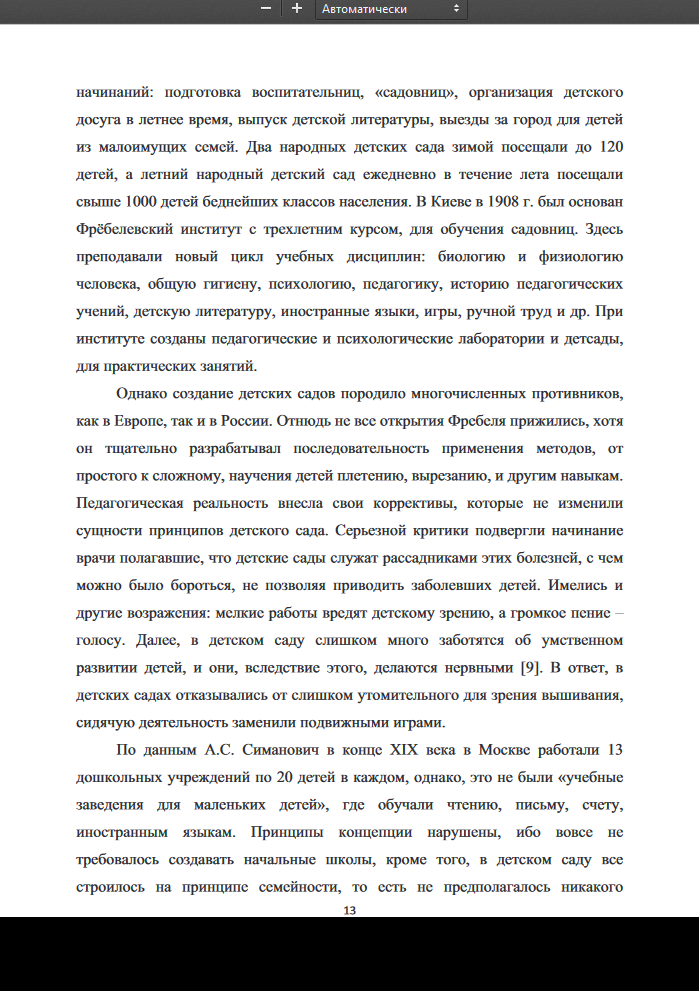 Автоматически
начинаний: подготовка воспитательниц, «садовниц», организация детского
досуга в летнее время, выпуск детской литературы, выезды за город для детей
из малоимущих семей. Два народных детских сада зимой посещали до 120
детей, а летний народный детский сад ежедневно в течение лета посещали
свыше 1000 детей беднейших классов населения. В Киеве в 1908 г. был основан
Фрёбелевский институт с трехлетним курсом, для обучения садовниц. Здесь
преподавали новый цикл учебных дисциплин: биологию и физиологию
человека, общую гигиену, психологию, педагогику, историю педагогических
учений, детскую литературу, иностранные языки, игры, ручной труд и др. При
институте созданы педагогические и психологические лаборатории и детсады,
для практических занятий.
Однако создание детских садов породило многочисленных противников,
как в Европе, так и в России. Отнюдь не все открытия Фребеля прижились, хотя
он тщательно разрабатывал последовательность применения методов, от
простого к сложному, научения детей плетению, вырезанию, и другим навыкам.
Педагогическая реальность внесла свои коррективы, которые не изменили
сущности принципов детского сада. Серьезной критики подвергли начинание
врачи полагавшие, что детские сады служат рассадниками этих болезней, с чем
можно было бороться, не позволяя приводить заболевших детей. Имелись и
другие возражения: мелкие работы вредят детскому зрению, а громкое пение –
голосу. Далее, в детском саду слишком много заботятся об умственном
развитии детей, и они, вследствие этого, делаются нервными [9]. В ответ, в
детских садах отказывались от слишком утомительного для зрения вышивания,
сидячую деятельность заменили подвижными играми.
По данным А.С. Симанович в конце XIX века в Москве работали 13
дошкольных учреждений по 20 детей в каждом, однако, это не были «учебные
заведения для маленьких детей», где обучали чтению, письму, счету,
иностранным языкам. Принципы концепции нарушены, ибо вовсе не
требовалось создавать начальные школы, кроме того, в детском саду все
строилось на принципе семейности, то есть не предполагалось никакого
13